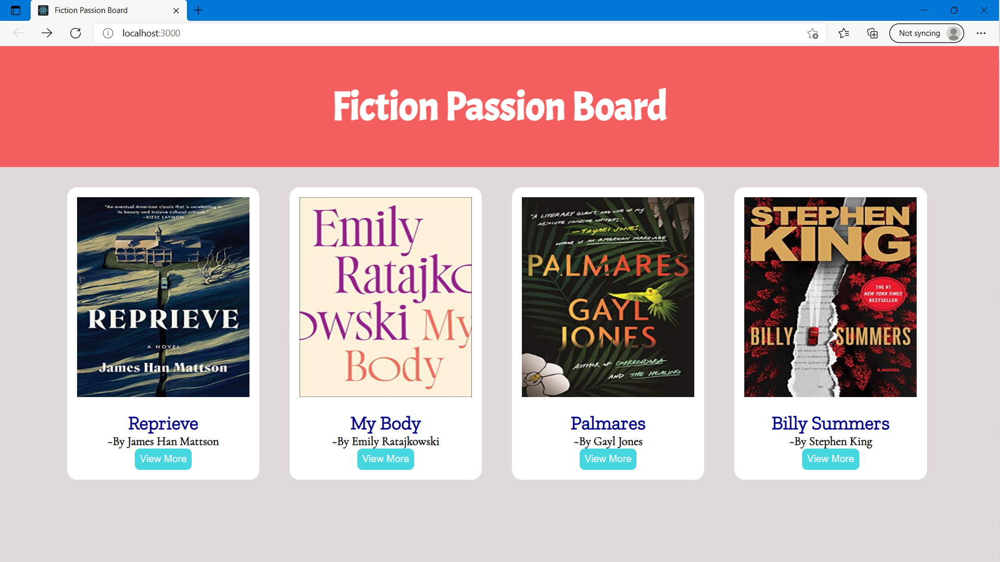 Fiction Passion Board
localhost:3000
Not syncing
Fiction Passion Board
"An eventual American classic that is unrelenting in
its beauty and incisive cultural critique."
—KIESE LAYMON
REPRIEVE
A NOVEL
James Han Mattson
Reprieve
~By James Han Mattson
View More
Emily
Ratajko
owski My
Body
My Body
~By Emily Ratajkowski
View More
"A LITERARY GIANT, AND ONE OF MY
ABSOLUTE FAVORITE WRITERS."
—TAYARI JONES,
AUTHOR OF AN AMERICAN MARRIAGE
PALMARES
GAYL
JONES
AUTHOR OF CORREGIDORA
AND THE HEALING
Palmares
~By Gayl Jones
View More
STEPHEN
KING
THE #1
NEW YORK TIMES
BESTSELLER
BILLY SUMMERS
A NOVEL
Billy Summers
~By Stephen King
View More